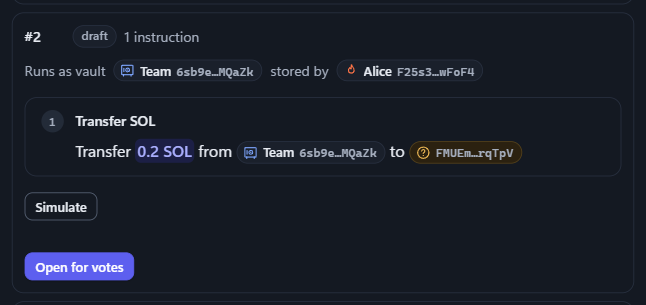 #2 draft 1 instruction
Runs as vault Team 6sb9e…MQaZk stored by Alice F25s3…wFoF4
1 Transfer SOL
Transfer 0.2 SOL from Team 6sb9e…MQaZk to FMUEm…rqTpV
Simulate
Open for votes